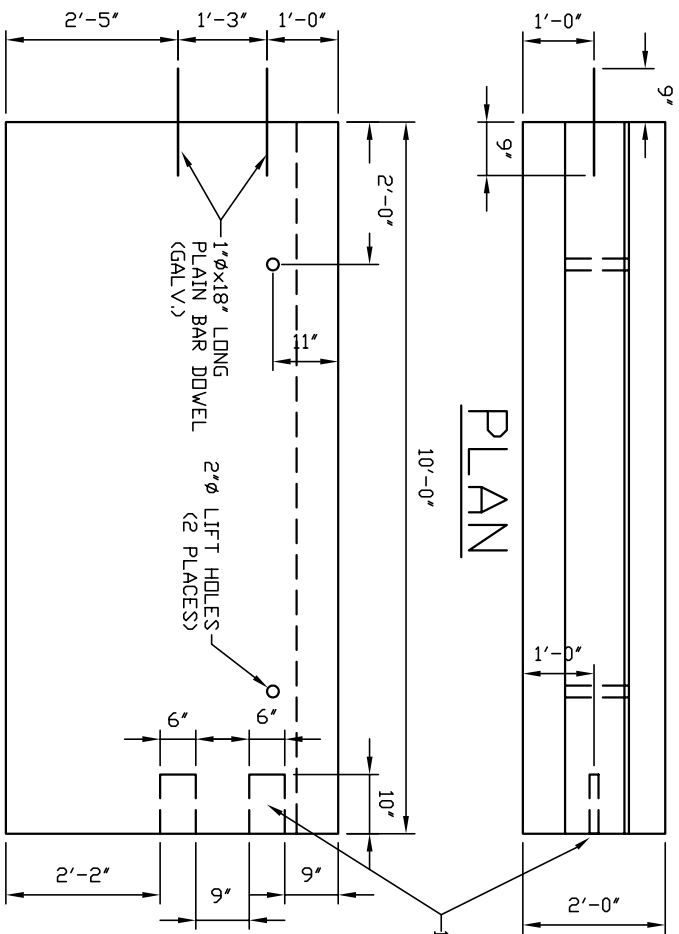 2'-5"
1'-3"
1'-0"
1'-0"
9"
9"
2'-0"
11"
1"øx18" LONG
PLAIN BAR DOWEL
(GALV.)
PLAN
10'-0"
2"ø LIFT HOLES
(2 PLACES)
1'-0"
6"
6"
10"
2'-2"
9"
9"
2'-0"